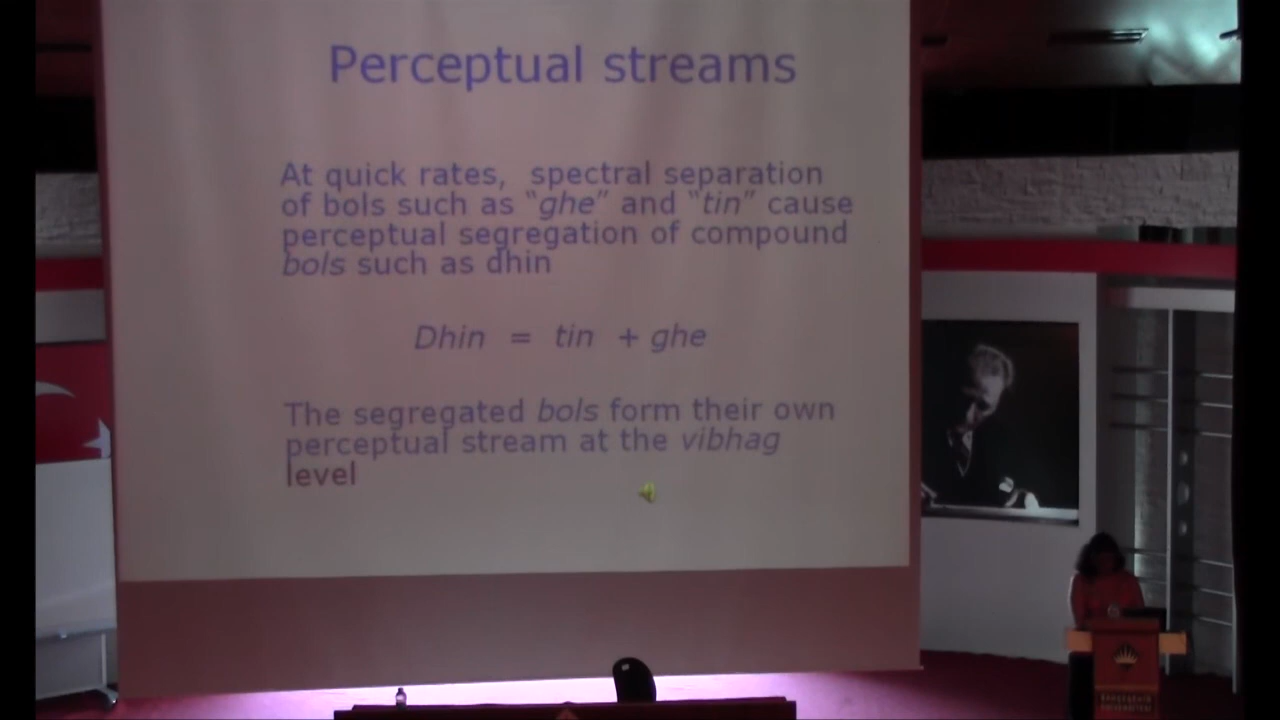 Perceptual streams
At quick rates, spectral separation
of bols such as “ghe” and “tin” cause
perceptual segregation of compound
bols such as dhin
Dhin = tin + ghe
The segregated bols form their own
perceptual stream at the vibhag
level